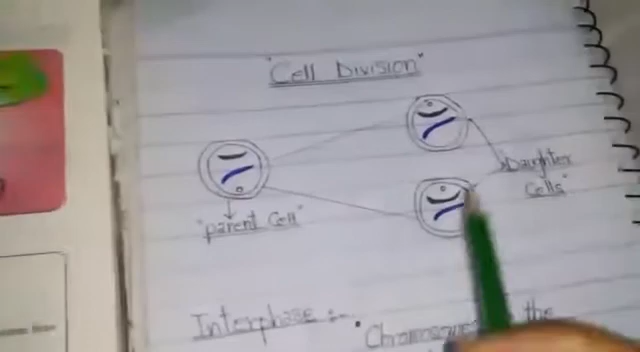 "Cell Division"
"Daughter
Cells"
"parent Cell"
Interphase :-
• the